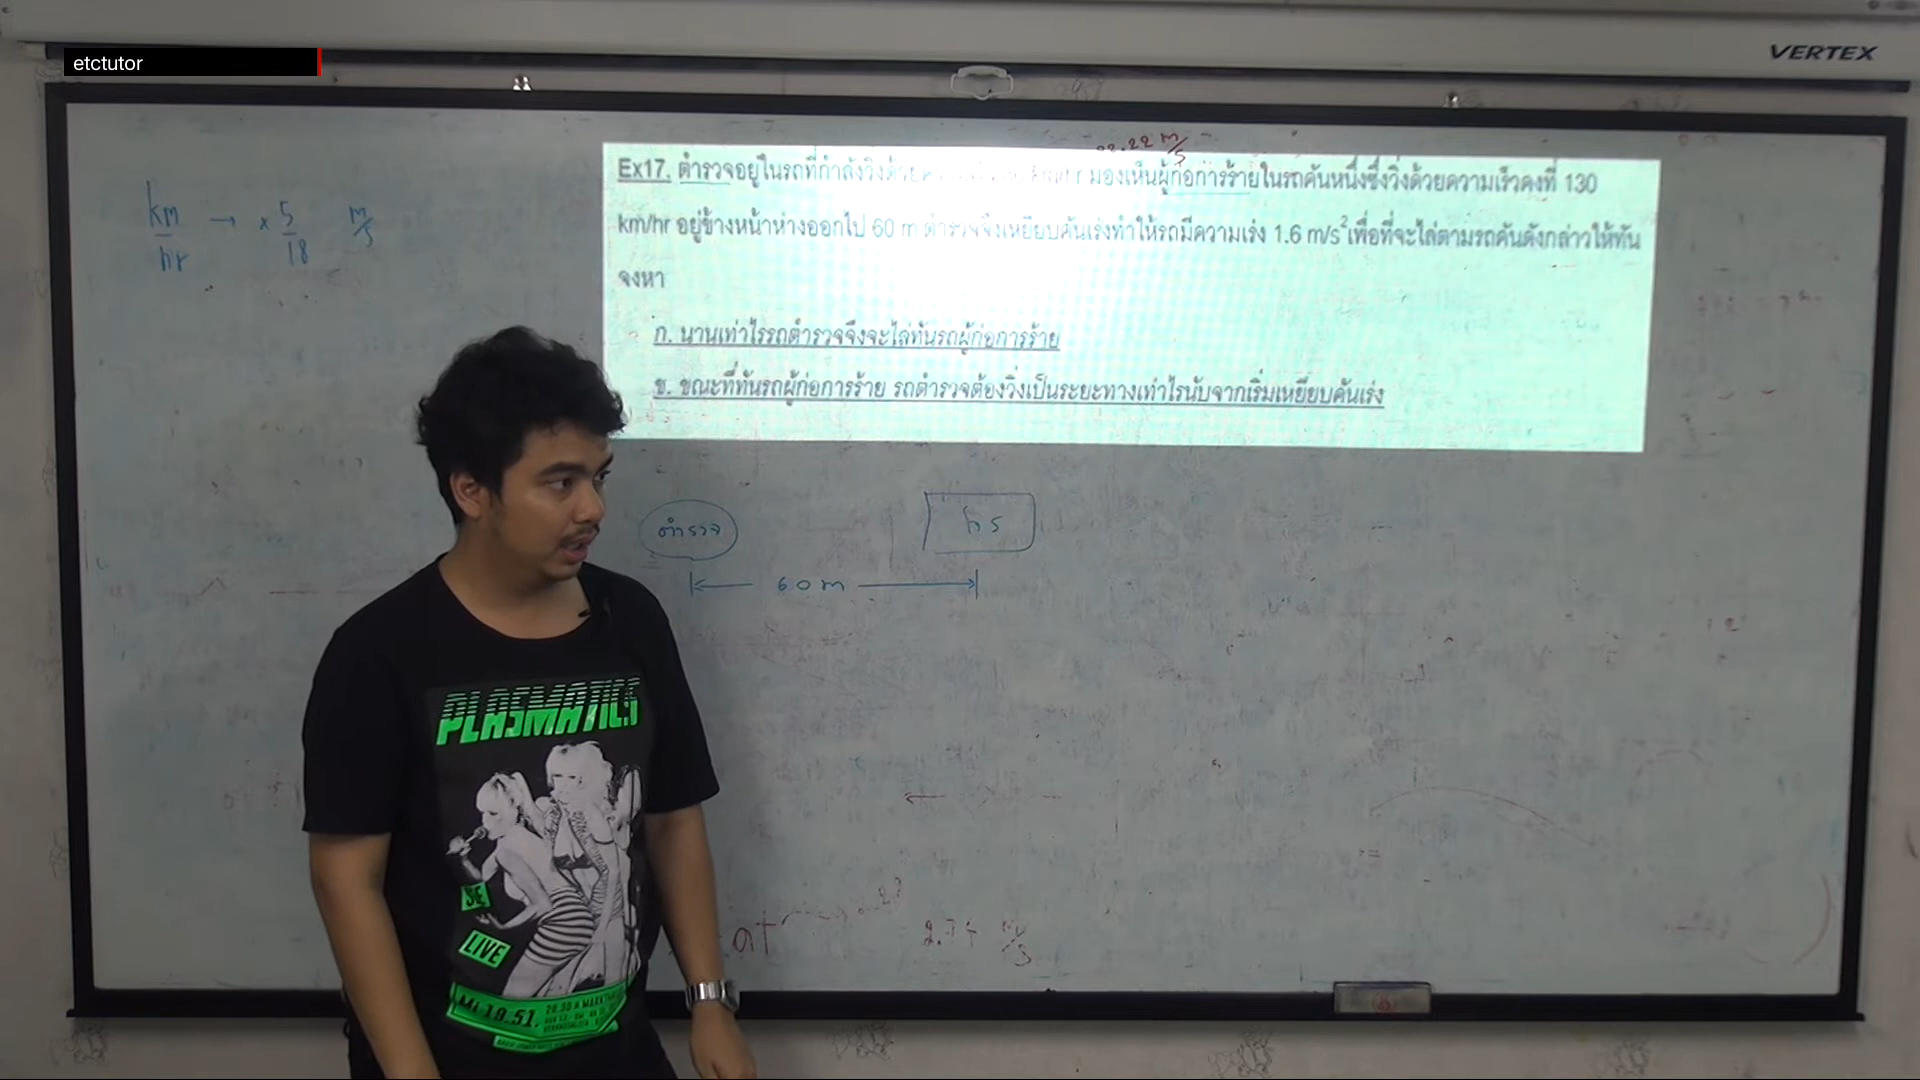 etctutor
VERTEX
22.22 m/s
Ex17. ตำรวจอยู่ในรถที่กำลังวิ่งด้วย มองเห็นผู้ก่อการร้ายในรถคันหนึ่งซึ่งวิ่งด้วยความเร็วคงที่ 130
km/hr อยู่ข้างหน้าห่างออกไป 60 m ตำรวจจึงเหยียบคันเร่งทำให้รถมีความเร่ง 1.6 m/s² เพื่อที่จะไล่ตามรถคันดังกล่าวให้ทัน
จงหา
ก. นานเท่าไรรถตำรวจจึงจะไล่ทันรถผู้ก่อการร้าย
ข. ขณะที่ทันรถผู้ก่อการร้าย รถตำรวจต้องวิ่งเป็นระยะทางเท่าไรนับจากเริ่มเหยียบคันเร่ง
km/hr → × 5/18 m/s
ตำรวจ
60 m
at
PLASMATICS
SE
LIVE
Mi 19.51.